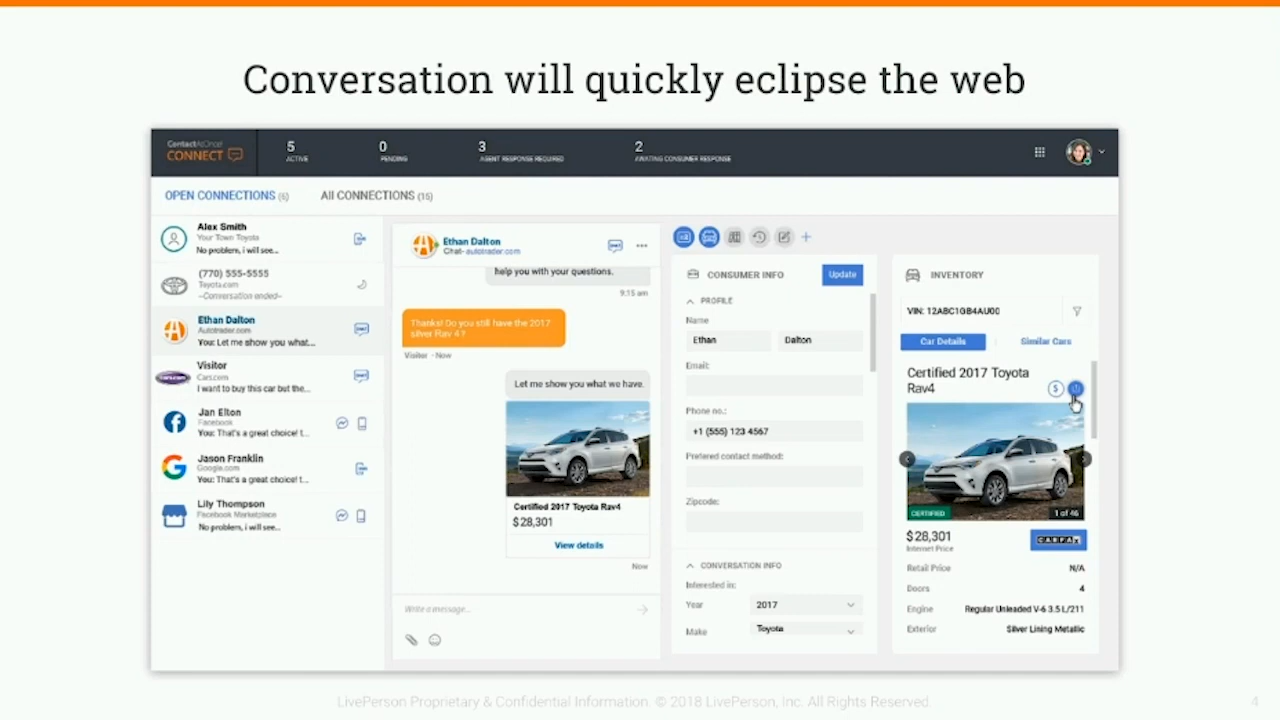 Conversation will quickly eclipse the web
ContactAtOnce!
CONNECT
5
ACTIVE
0
PENDING
3
AGENT RESPONSE REQUIRED
2
AWAITING CONSUMER RESPONSE
OPEN CONNECTIONS (5)
All CONNECTIONS (15)
Alex Smith
Your Town Toyota
No problem, i will see...
(770) 555-5555
Toyota.com
~Conversation ended~
Ethan Dalton
Autotrader.com
You: Let me show you what...
Visitor
Cars.com
I want to buy this car but the...
Jan Elton
Facebook
You: That's a great choice! I...
Jason Franklin
Google.com
You: That's a great choice! I...
Lily Thompson
Facebook Marketplace
No problem, i will see...
Ethan Dalton
Chat- autotrader.com
help you with your questions.
9:15 am
Thanks! Do you still have the 2017
silver Rav 4?
Visitor - Now
Let me show you what we have.
Certified 2017 Toyota Rav4
$28,301
View details
Now
Write a message...
CONSUMER INFO
Update
PROFILE
Name
Ethan
Dalton
Email:
Phone no.:
+1 (555) 123 4567
Preferred contact method:
Zipcode:
CONVERSATION INFO
Interested in:
Year
2017
Make
Toyota
INVENTORY
VIN: 12ABC1GB4AU00
Car Details
Similar Cars
Certified 2017 Toyota
Rav4
$
CERTIFIED
1 of 46
$28,301
Internet Price
CARFAX
Retail Price
N/A
Doors
4
Engine
Regular Unleaded V-6 3.5 L/211
Exterior
Silver Lining Metallic
LivePerson Proprietary & Confidential Information © 2018 LivePerson, Inc. All Rights Reserved.
4